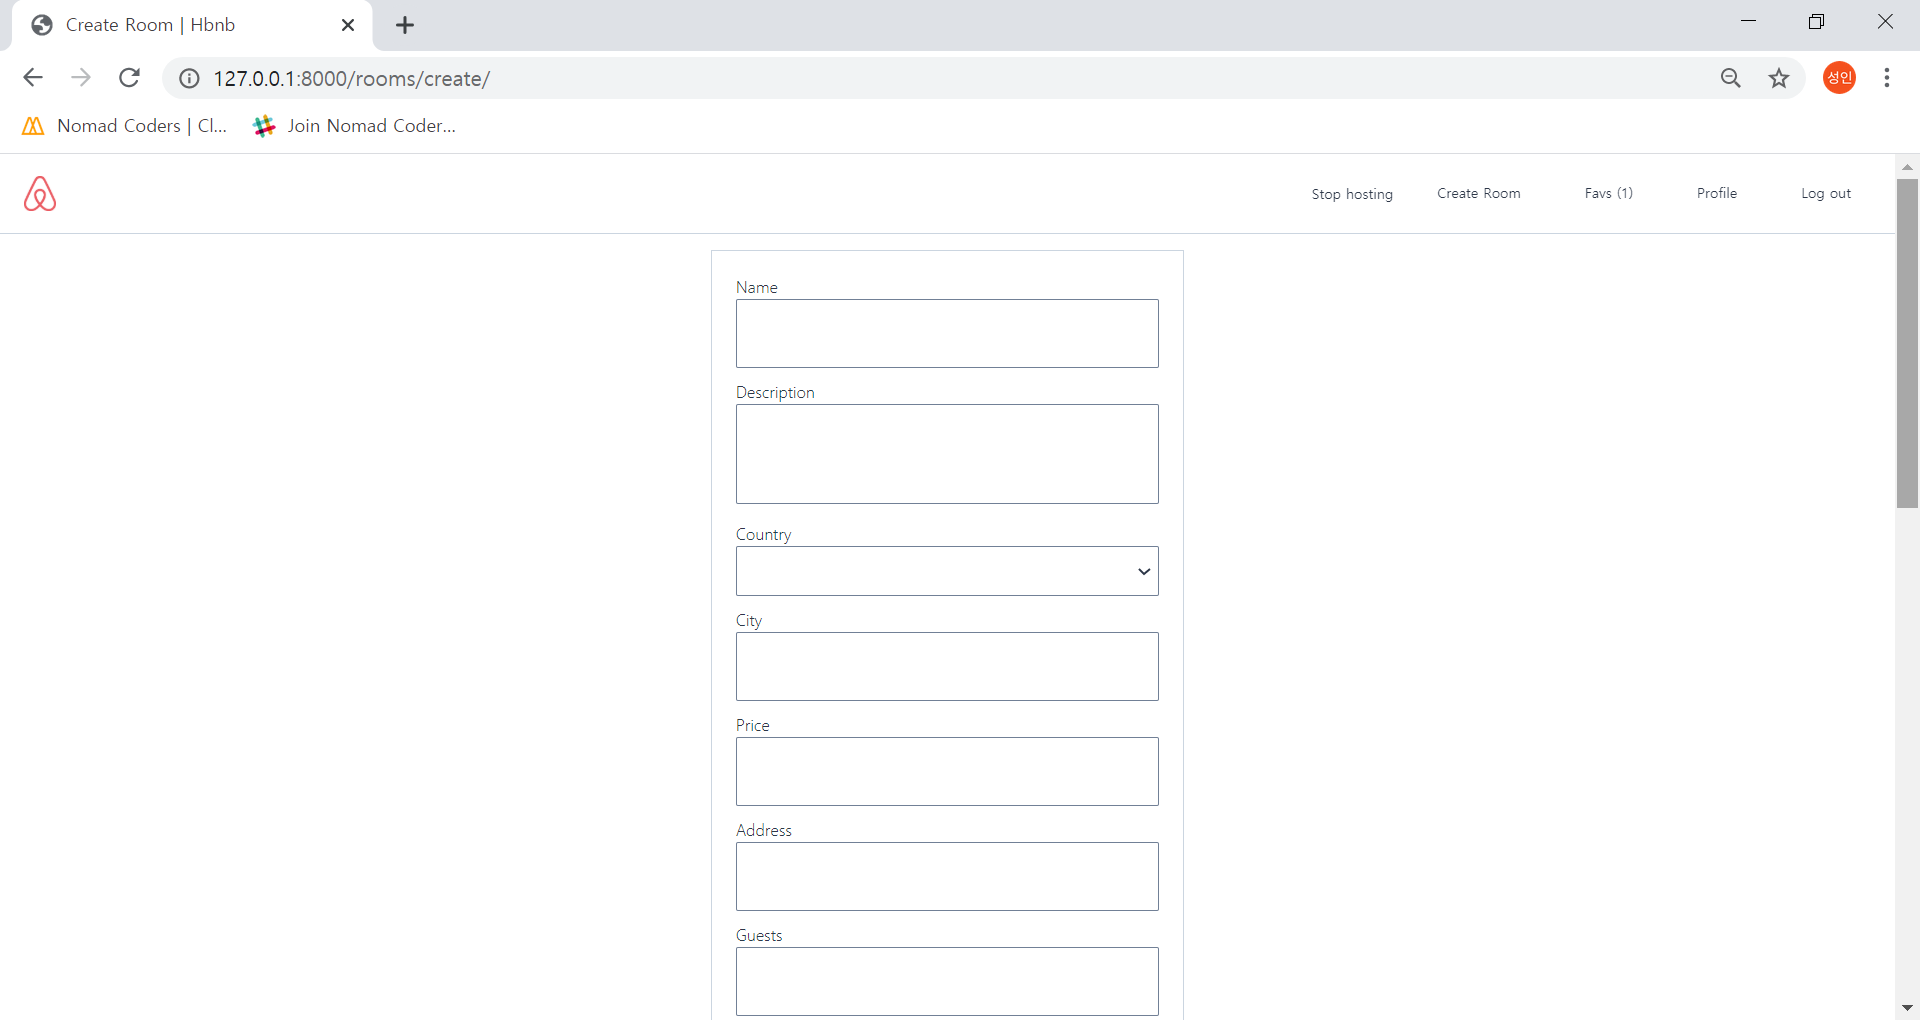 Create Room | Hbnb
127.0.0.1:8000/rooms/create/
성인
Nomad Coders | Cl...
Join Nomad Coder...
Stop hosting
Create Room
Favs (1)
Profile
Log out
Name
Description
Country
City
Price
Address
Guests